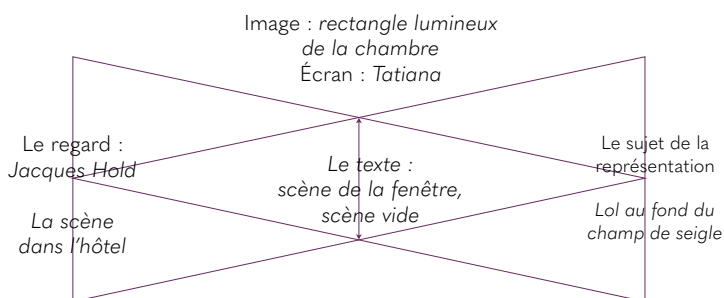 Image : rectangle lumineux
de la chambre
Écran : Tatiana
Le regard :
Jacques Hold
La scène
dans l'hôtel
Le texte :
scène de la fenêtre,
scène vide
Le sujet de la
représentation
Lol au fond du
champ de seigle